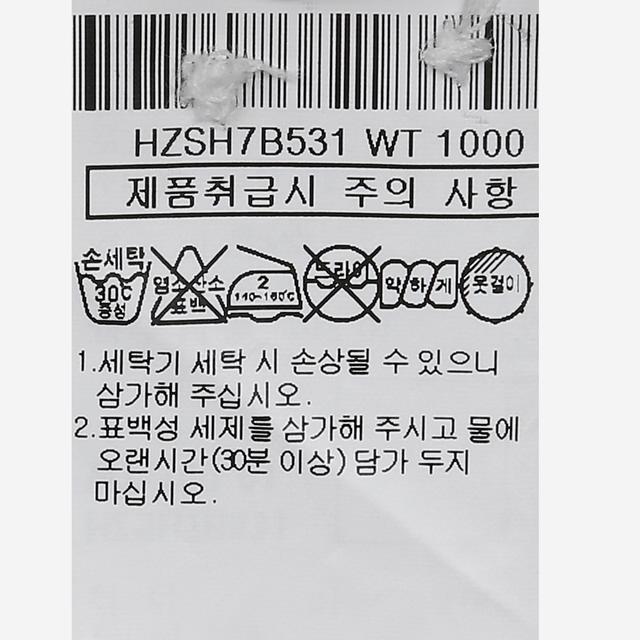 HZSH7B531 WT 1000
제품취급시 주의 사항
손세탁 30℃ 중성
염소산소 표백
2 140~160℃
드라이
약하게
옷걸이
1.세탁기 세탁 시 손상될 수 있으니
삼가해 주십시오.
2.표백성 세제를 삼가해 주시고 물에
오랜시간(30분 이상) 담가 두지
마십시오.